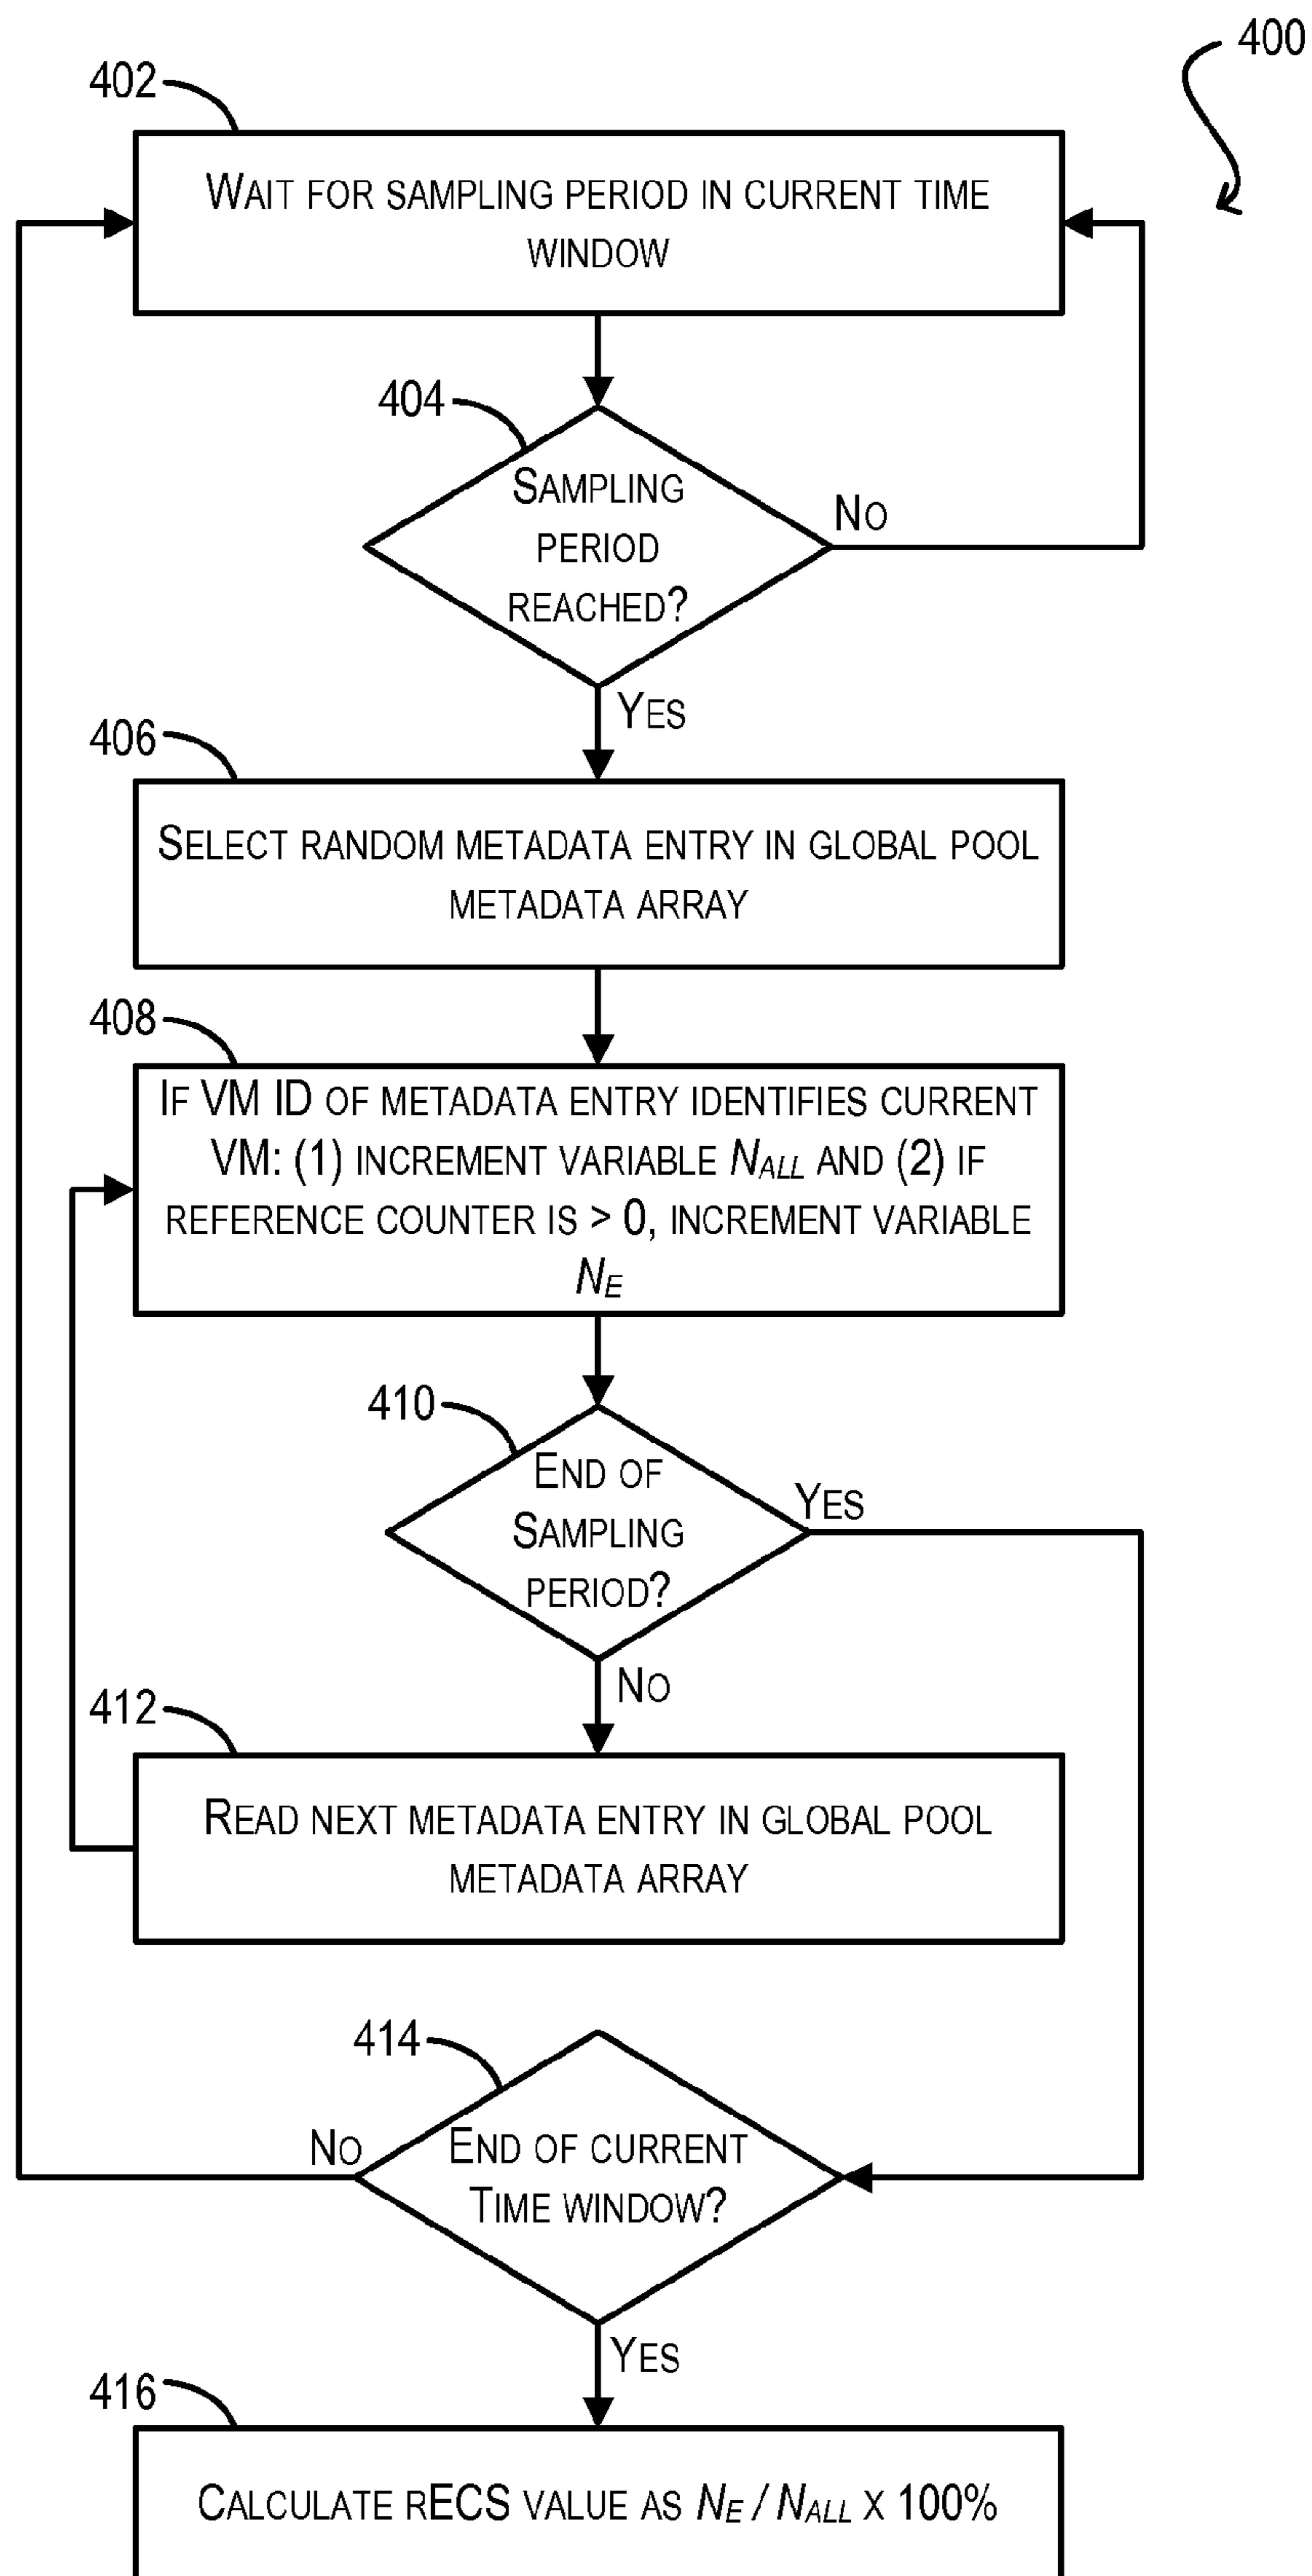 400
402
WAIT FOR SAMPLING PERIOD IN CURRENT TIME
WINDOW
404
SAMPLING
PERIOD
REACHED?
NO
YES
406
SELECT RANDOM METADATA ENTRY IN GLOBAL POOL
METADATA ARRAY
408
IF VM ID OF METADATA ENTRY IDENTIFIES CURRENT
VM: (1) INCREMENT VARIABLE N_ALL AND (2) IF
REFERENCE COUNTER IS > 0, INCREMENT VARIABLE
N_E
410
END OF
SAMPLING
PERIOD?
YES
NO
412
READ NEXT METADATA ENTRY IN GLOBAL POOL
METADATA ARRAY
414
NO
END OF CURRENT
TIME WINDOW?
YES
416
CALCULATE RECS VALUE AS N_E / N_ALL X 100%